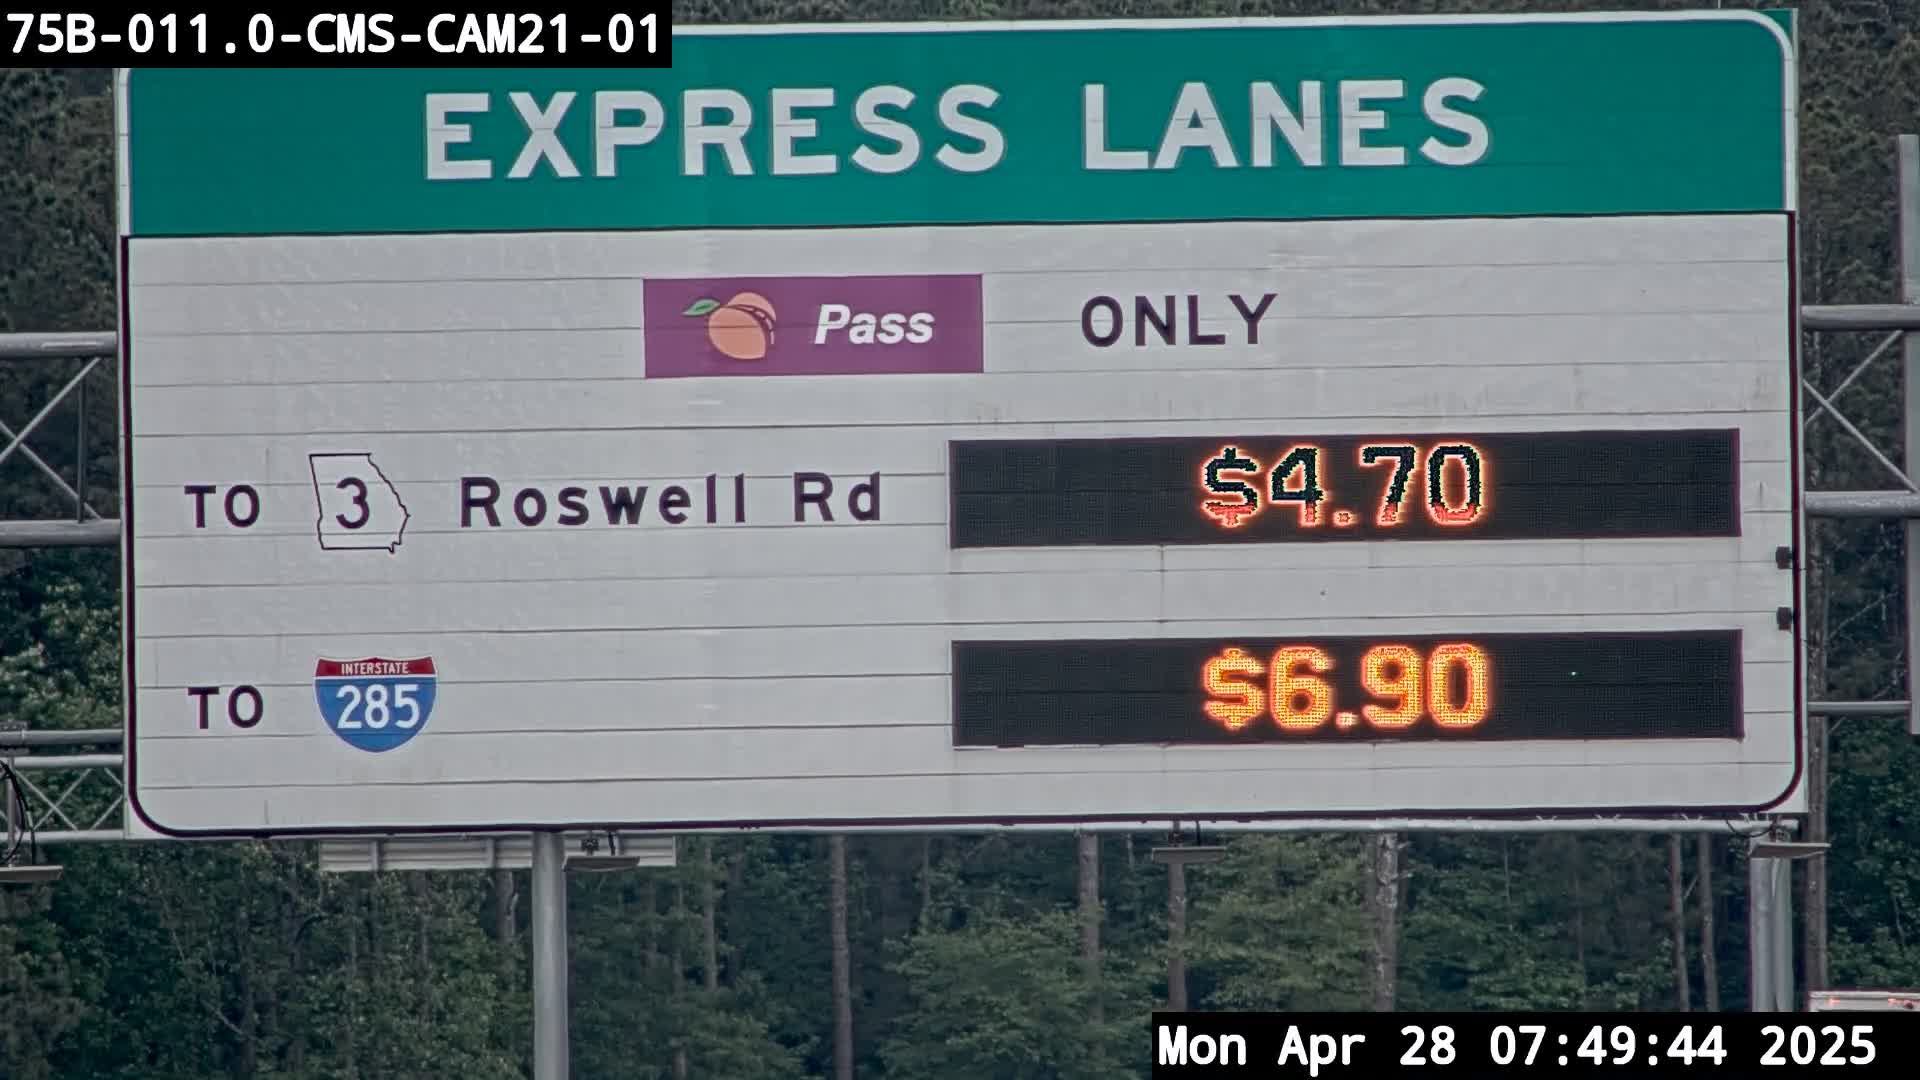 75B-011.0-CMS-CAM21-01
EXPRESS LANES
Pass ONLY
TO 3 Roswell Rd $4.70
INTERSTATE
TO 285 $6.90
Mon Apr 28 07:49:44 2025